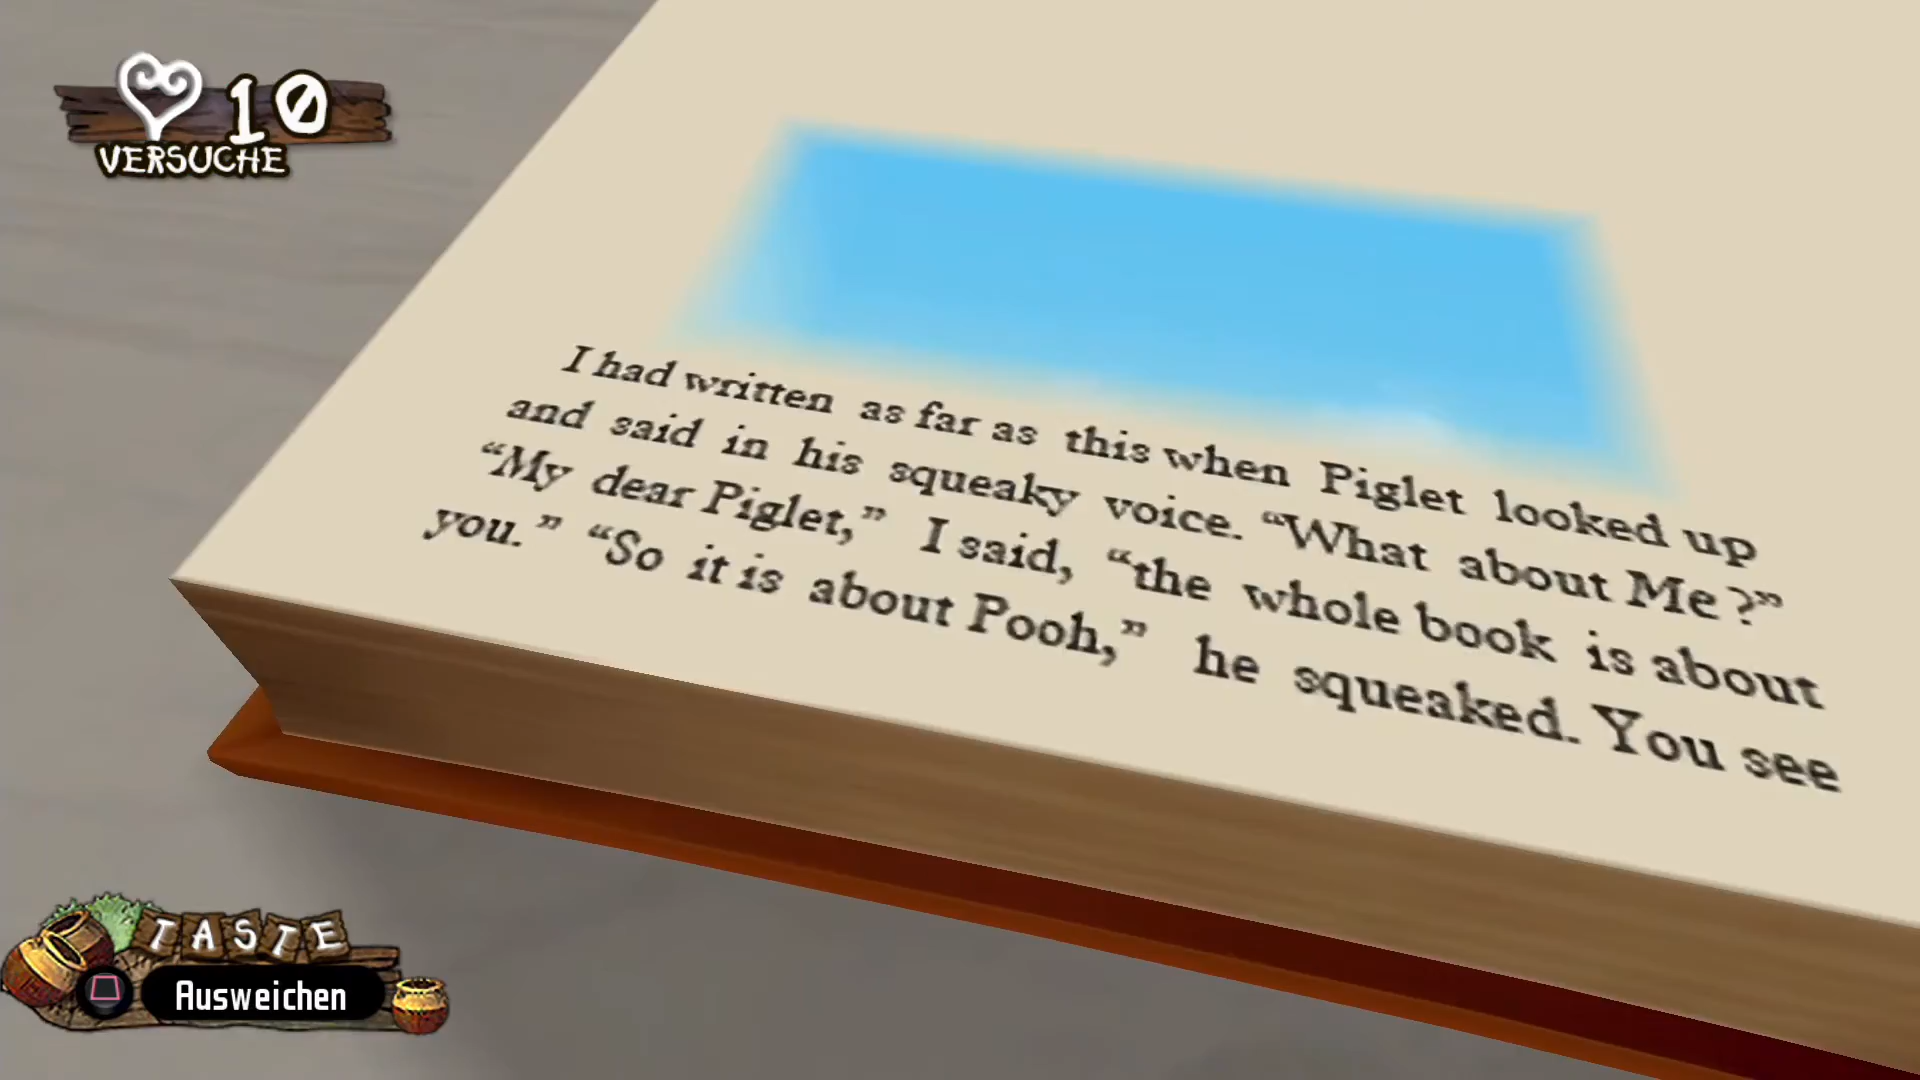 10
VERSUCHE
I had written as far as this when Piglet looked up
and said in his squeaky voice. “What about Me?”
“My dear Piglet,” I said, “the whole book is about
you.” “So it is about Pooh,” he squeaked. You see
TASTE
Ausweichen